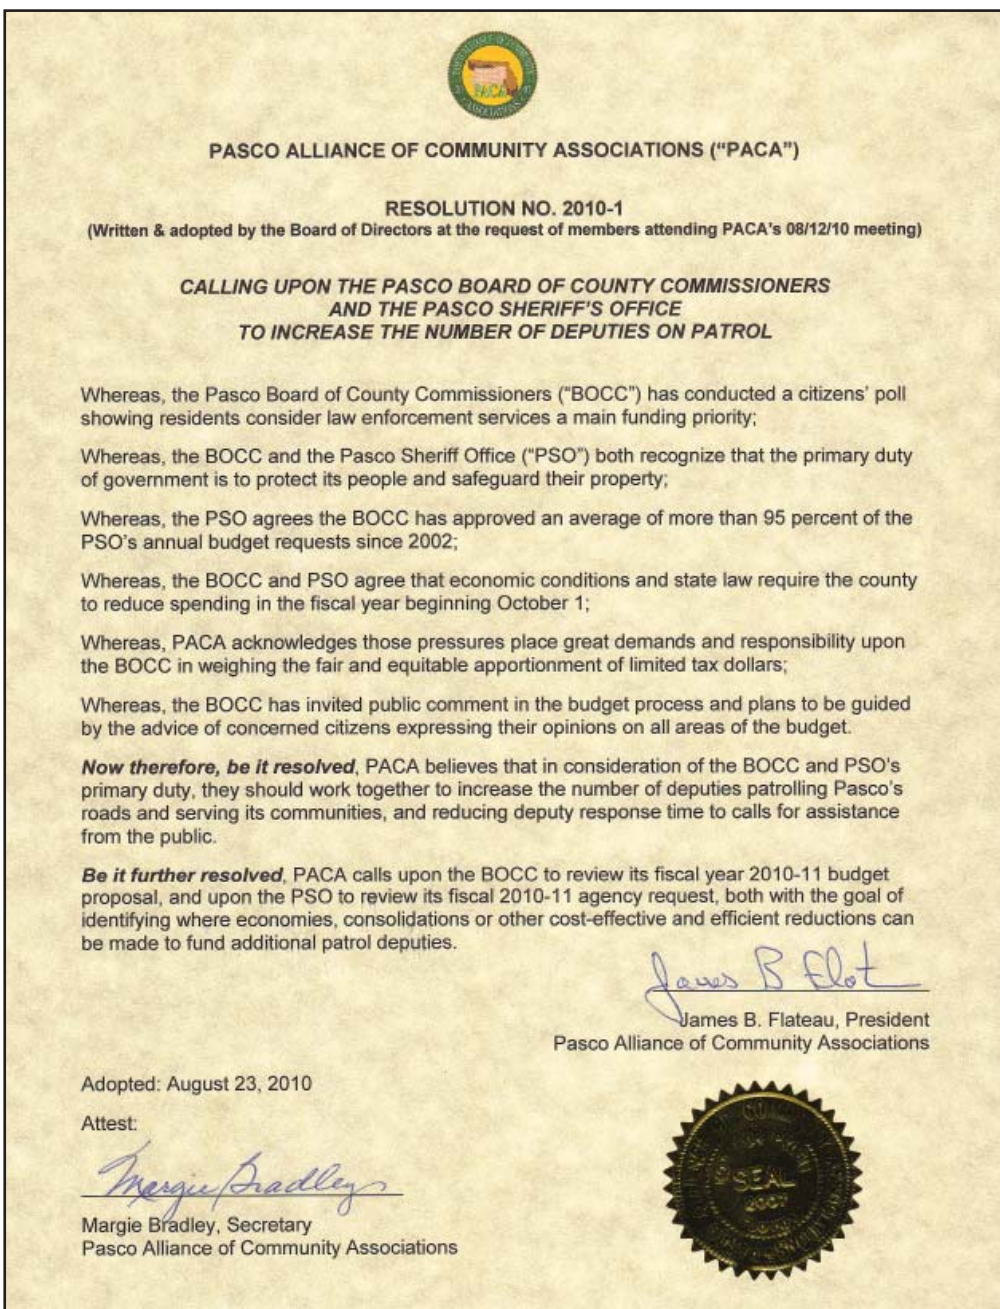 PACA
PASCO ALLIANCE OF COMMUNITY ASSOCIATIONS ("PACA")
RESOLUTION NO. 2010-1
(Written & adopted by the Board of Directors at the request of members attending PACA's 08/12/10 meeting)
CALLING UPON THE PASCO BOARD OF COUNTY COMMISSIONERS
AND THE PASCO SHERIFF'S OFFICE
TO INCREASE THE NUMBER OF DEPUTIES ON PATROL
Whereas, the Pasco Board of County Commissioners ("BOCC") has conducted a citizens' poll
showing residents consider law enforcement services a main funding priority;
Whereas, the BOCC and the Pasco Sheriff Office ("PSO") both recognize that the primary duty
of government is to protect its people and safeguard their property;
Whereas, the PSO agrees the BOCC has approved an average of more than 95 percent of the
PSO's annual budget requests since 2002;
Whereas, the BOCC and PSO agree that economic conditions and state law require the county
to reduce spending in the fiscal year beginning October 1;
Whereas, PACA acknowledges those pressures place great demands and responsibility upon
the BOCC in weighing the fair and equitable apportionment of limited tax dollars;
Whereas, the BOCC has invited public comment in the budget process and plans to be guided
by the advice of concerned citizens expressing their opinions on all areas of the budget.
Now therefore, be it resolved, PACA believes that in consideration of the BOCC and PSO's
primary duty, they should work together to increase the number of deputies patrolling Pasco's
roads and serving its communities, and reducing deputy response time to calls for assistance
from the public.
Be it further resolved, PACA calls upon the BOCC to review its fiscal year 2010-11 budget
proposal, and upon the PSO to review its fiscal 2010-11 agency request, both with the goal of
identifying where economies, consolidations or other cost-effective and efficient reductions can
be made to fund additional patrol deputies.
James B. Flateau, President
Pasco Alliance of Community Associations
Adopted: August 23, 2010
Attest:
Margie Bradley
Margie Bradley, Secretary
Pasco Alliance of Community Associations
SEAL
2007